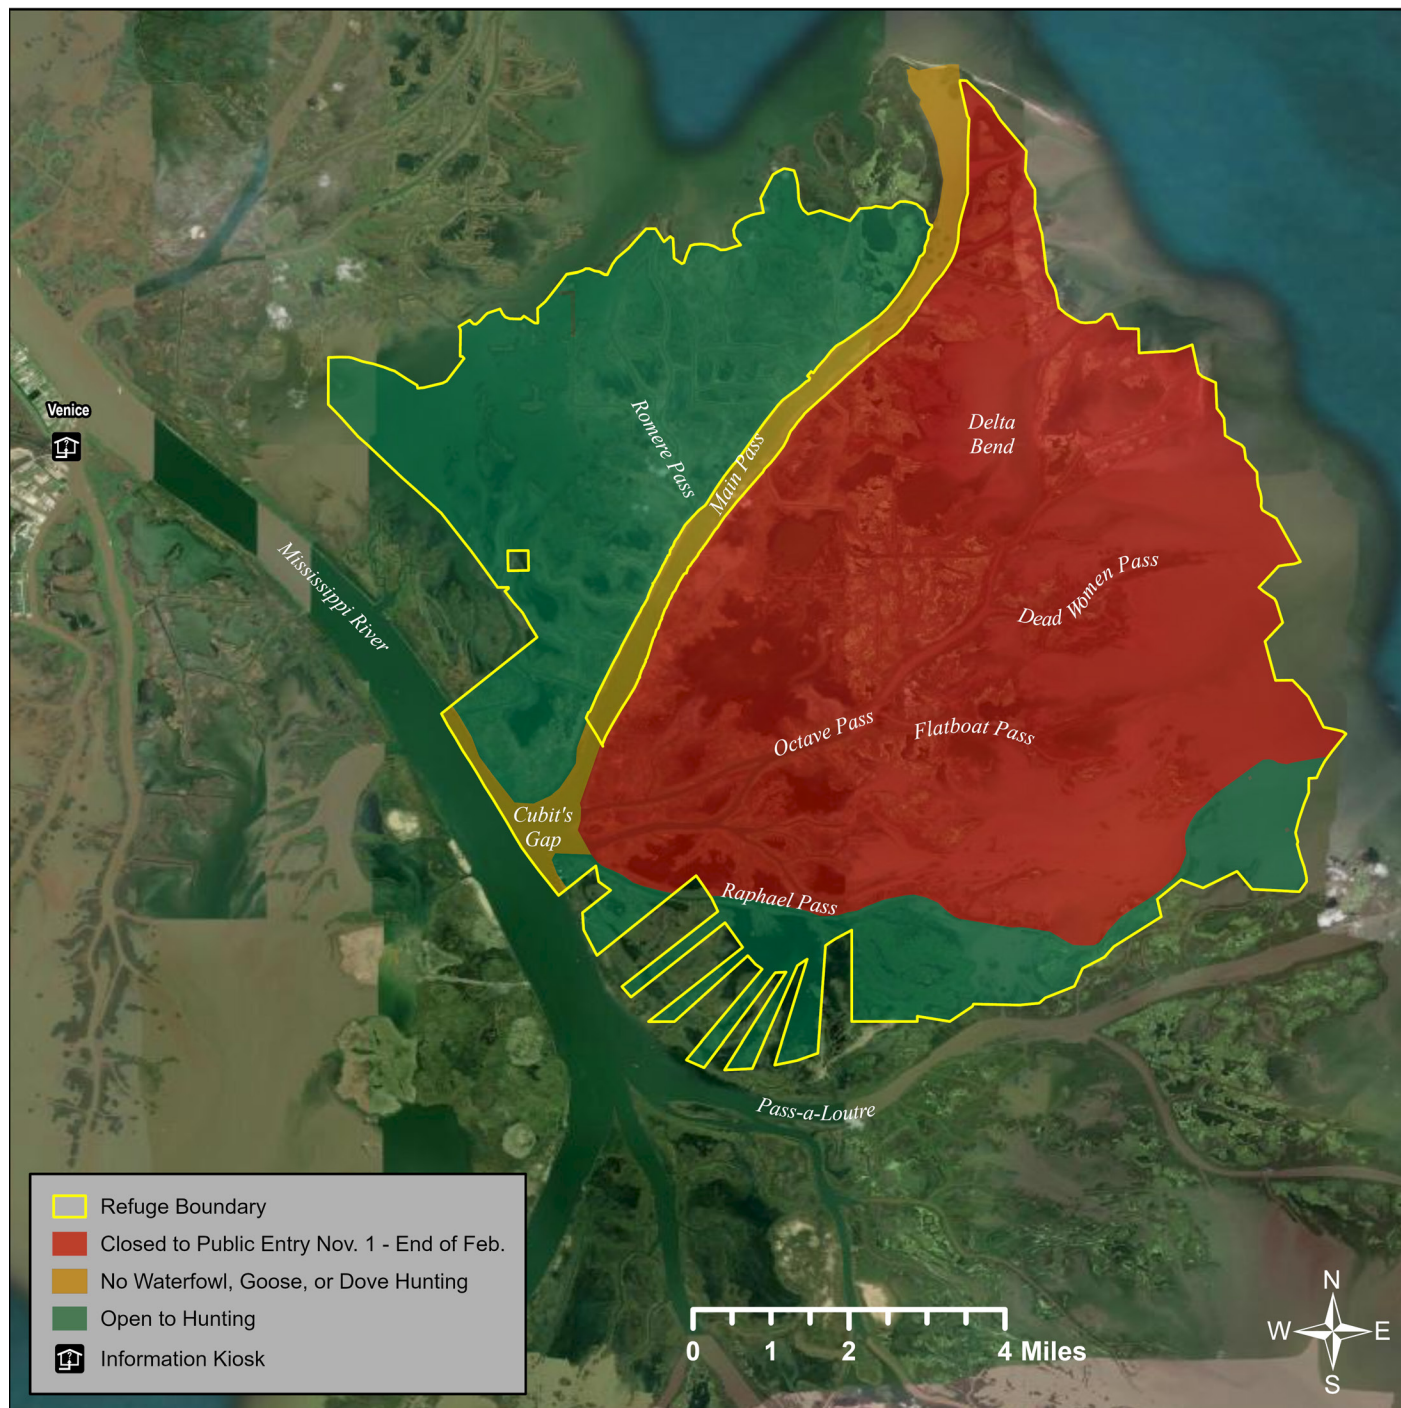 Venice
Delta
Bend
Romere Pass
Main Pass
Mississippi River
Dead Women Pass
Octave Pass
Flatboat Pass
Cubit's
Gap
Raphael Pass
Pass-a-Loutre
Refuge Boundary
Closed to Public Entry Nov. 1 - End of Feb.
No Waterfowl, Goose, or Dove Hunting
Open to Hunting
Information Kiosk
0 1 2 4 Miles
N
W E
S